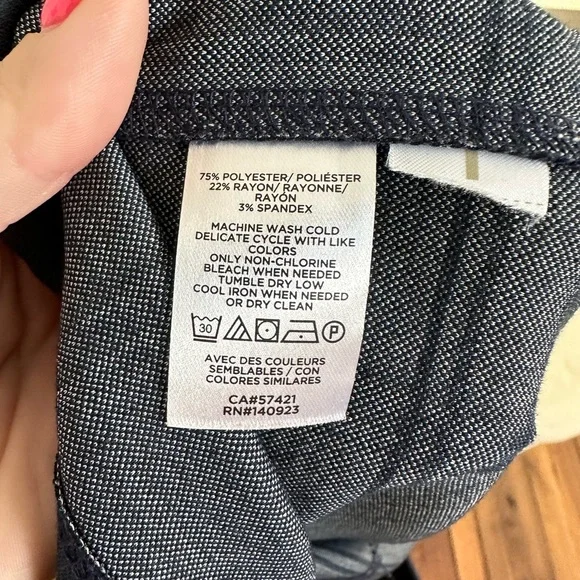 75% POLYESTER/ POLIÉSTER
22% RAYON/ RAYONNE/
RAYÓN
3% SPANDEX
MACHINE WASH COLD
DELICATE CYCLE WITH LIKE
COLORS
ONLY NON-CHLORINE
BLEACH WHEN NEEDED
TUMBLE DRY LOW
COOL IRON WHEN NEEDED
OR DRY CLEAN
30 P
AVEC DES COULEURS
SEMBLABLES / CON
COLORES SIMILARES
CA#57421
RN#140923